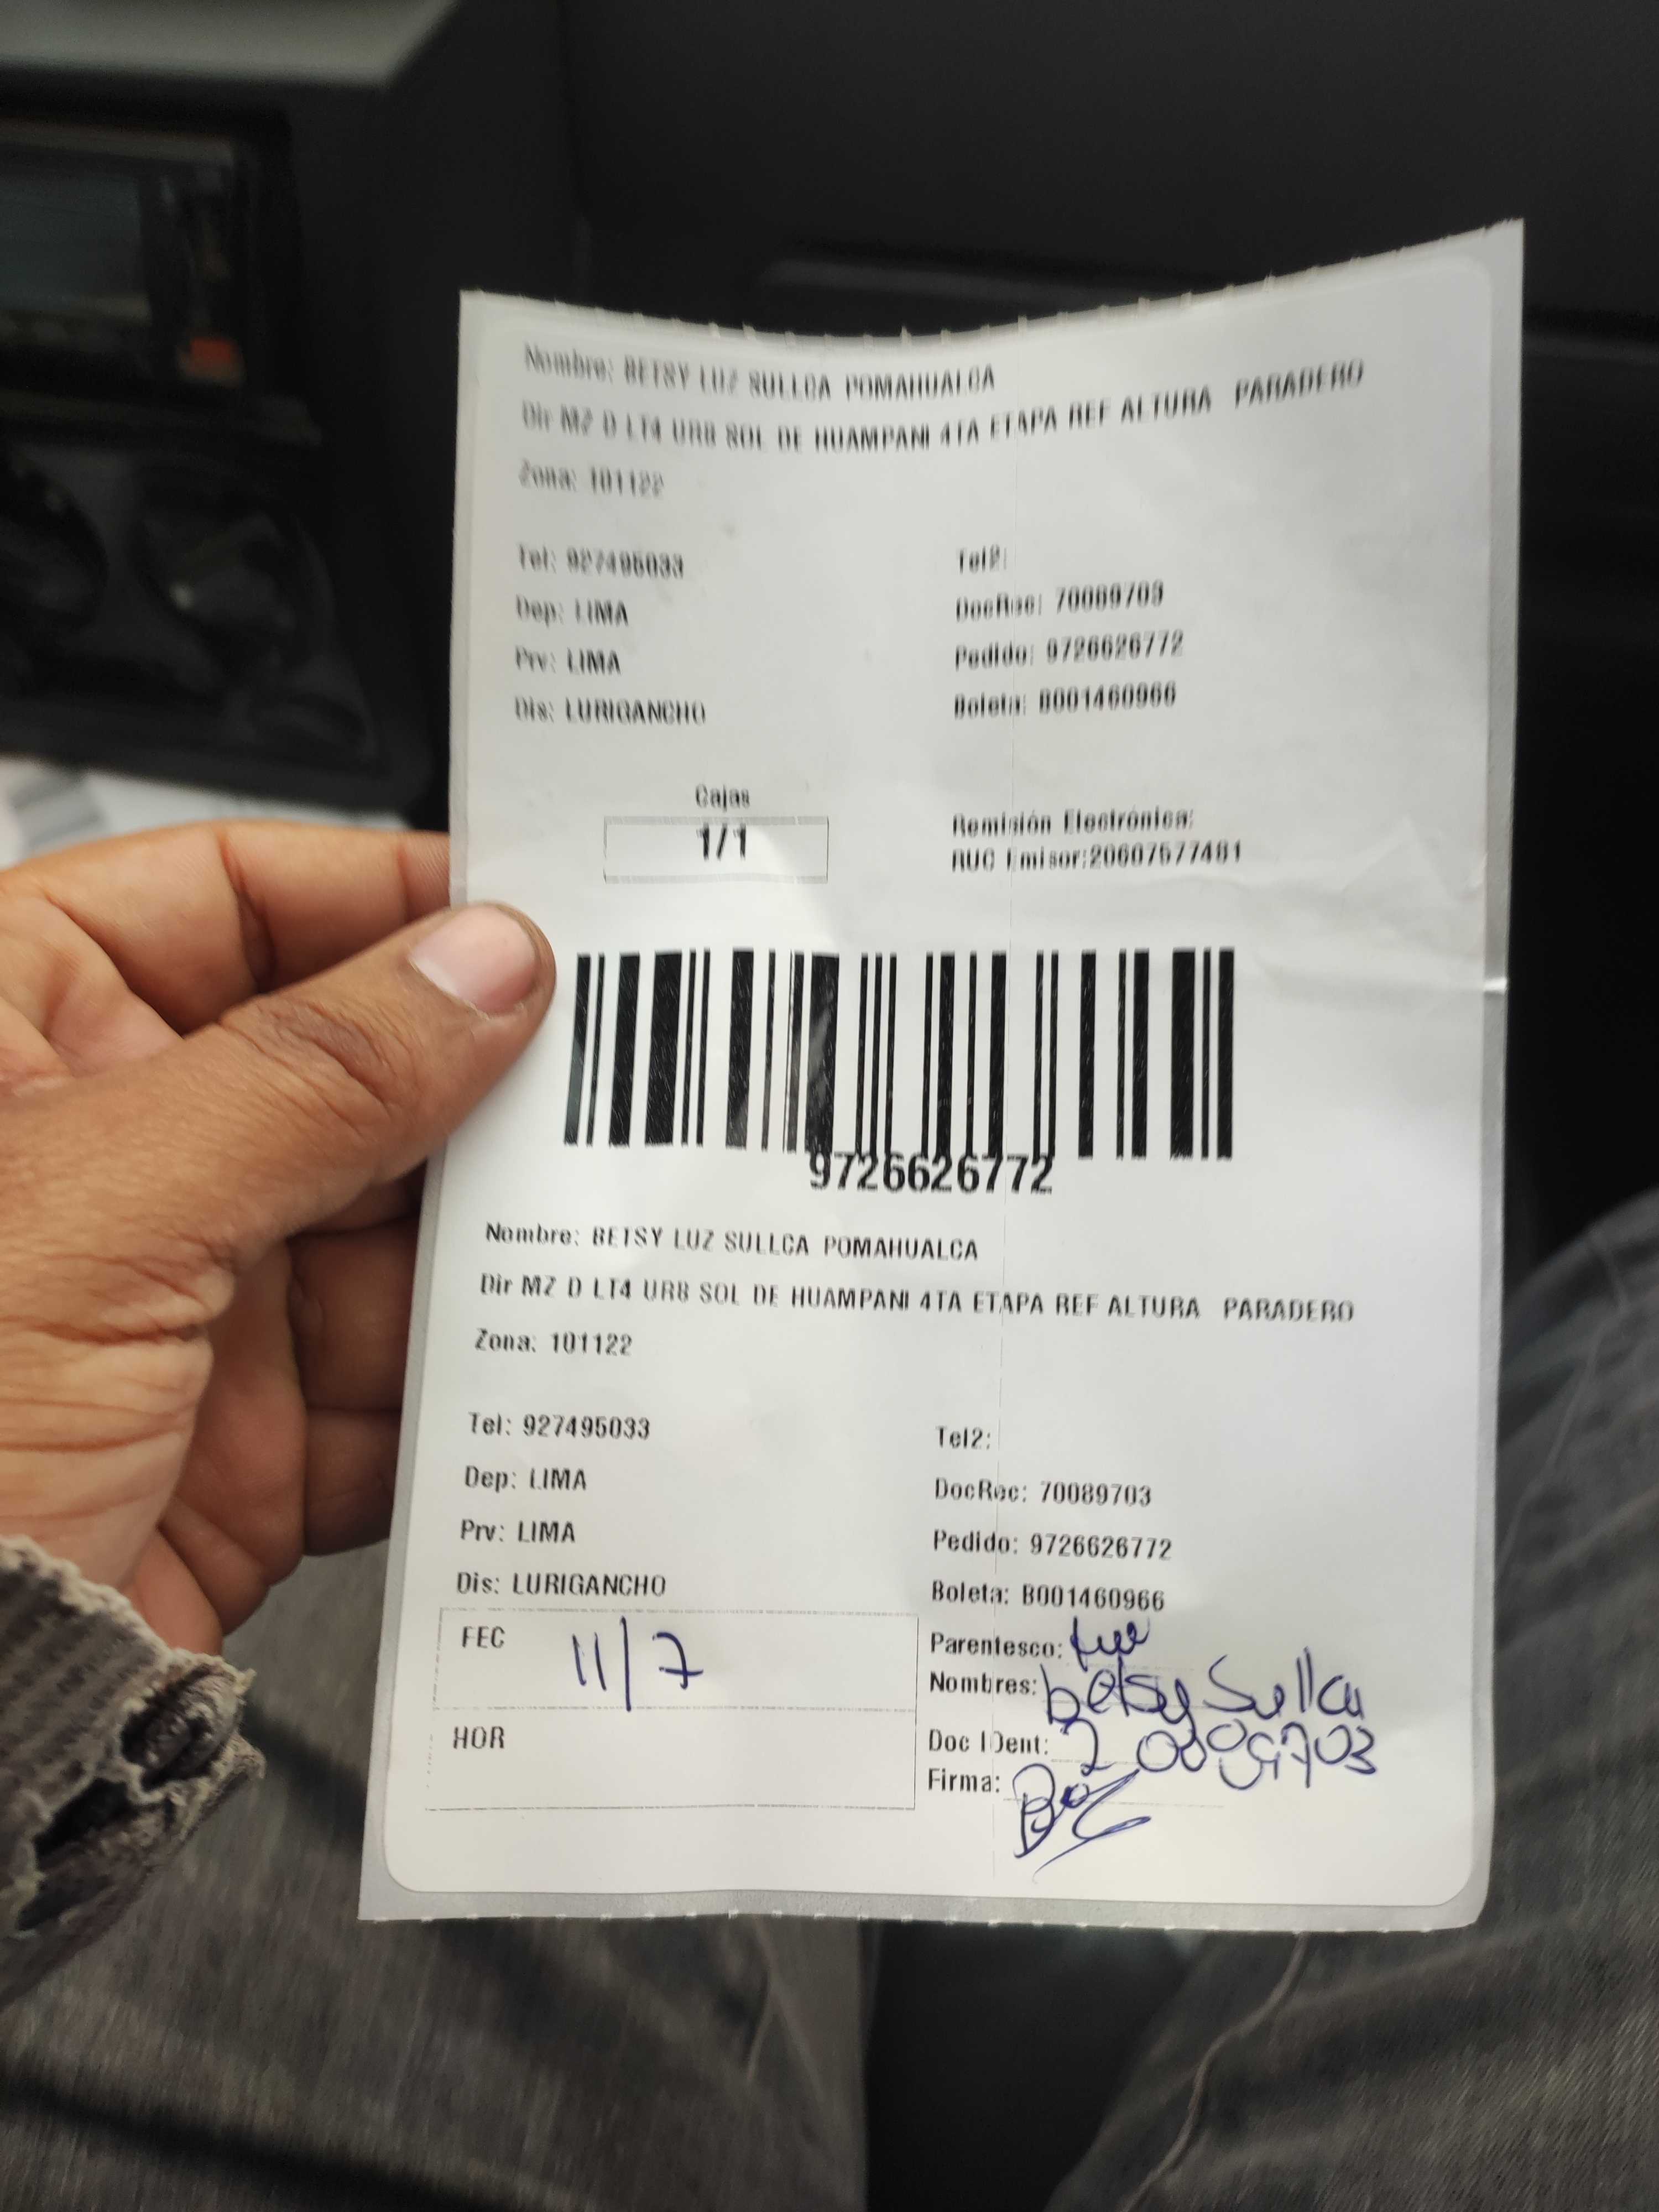 Nombre: BETSY LUZ SULLCA POMAHUALCA
Dir MZ D LT4 URB SOL DE HUAMPANI 4TA ETAPA REF ALTURA PARADERO
Zona: 101122
Tel: 927495033
Tel2:
Dep: LIMA
DocRec: 70089703
Prv: LIMA
Pedido: 9726626772
Dis: LURIGANCHO
Boleta: B001460966
Cajas
1/1
Remisión Electrónica:
RUC Emisor:20607577481
9726626772
Nombre: BETSY LUZ SULLCA POMAHUALCA
Dir MZ D LT4 URB SOL DE HUAMPANI 4TA ETAPA REF ALTURA PARADERO
Zona: 101122
Tel: 927495033
Tel2:
Dep: LIMA
DocRec: 70089703
Prv: LIMA
Pedido: 9726626772
Dis: LURIGANCHO
Boleta: B001460966
FEC 11/7
Parentesco:
Nombres: betsy Sullca
HOR
Doc IDent: 70089703
Firma: